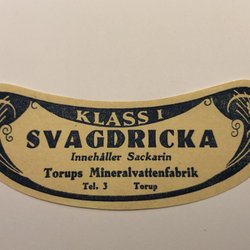 KLASS I
SVAGDRICKA
Innehåller Sackarin
Torups Mineralvattenfabrik
Tel. 3 Torup